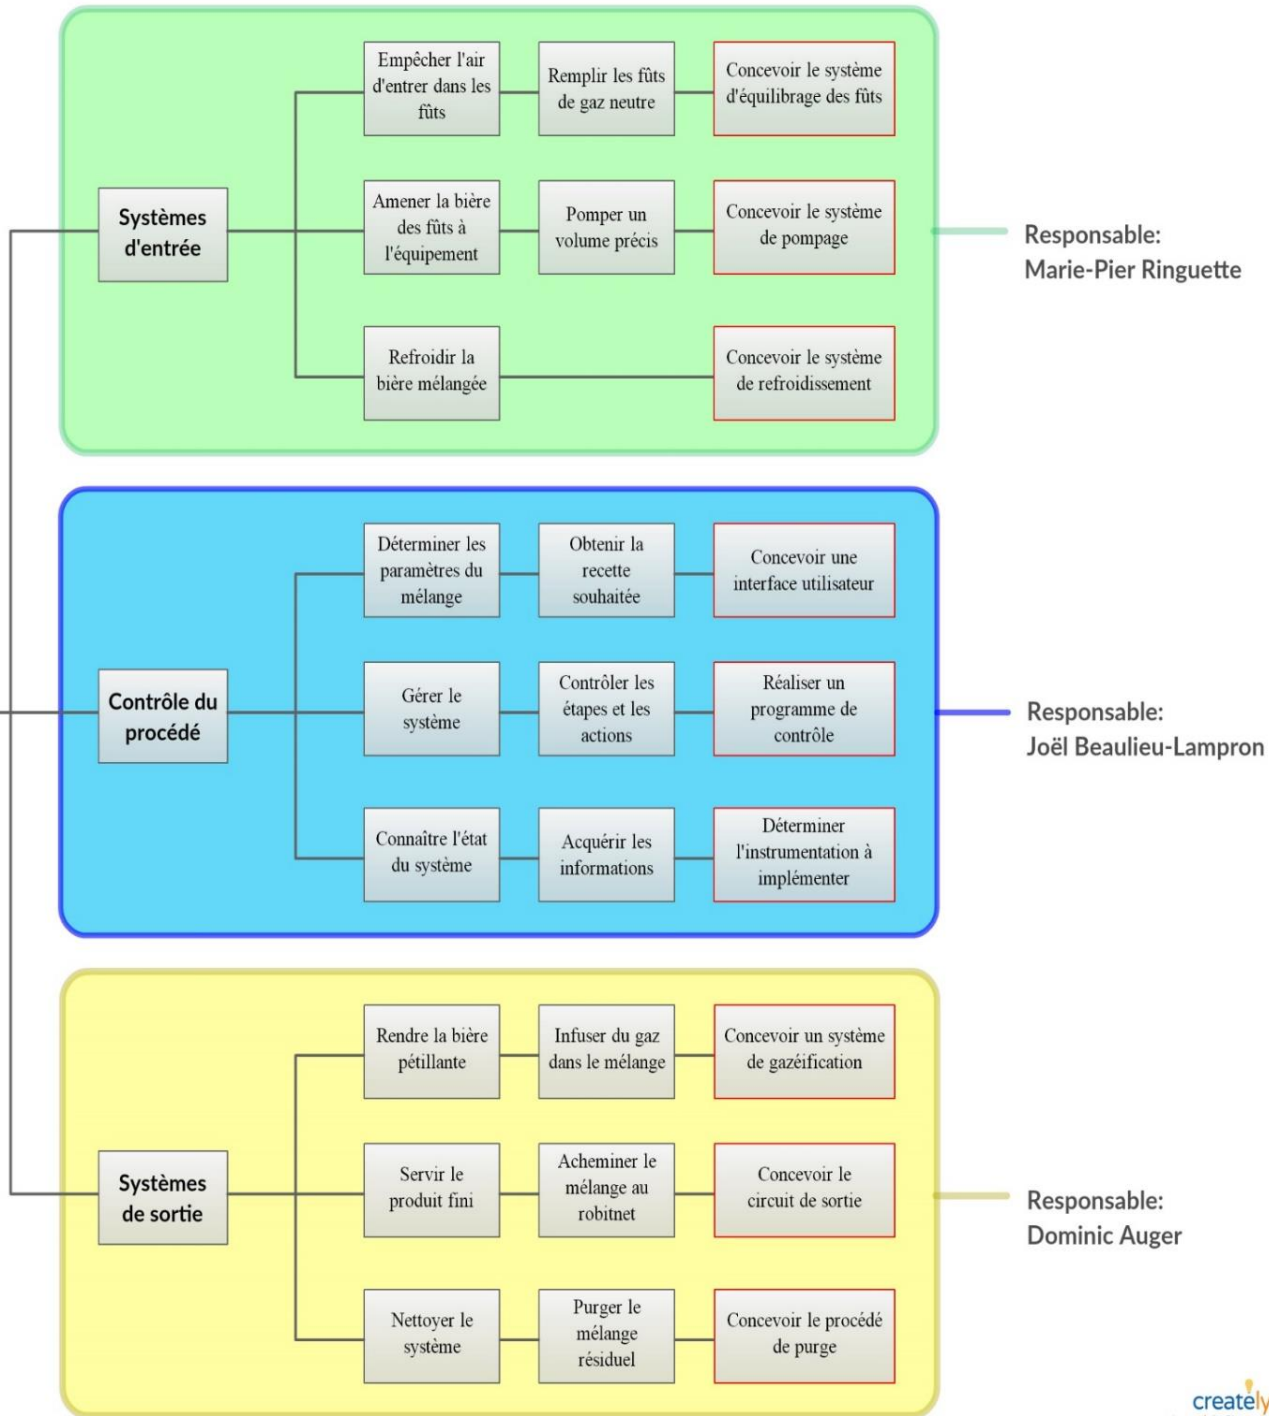 Empêcher l'air
d'entrer dans les
fûts
Remplir les fûts
de gaz neutre
Concevoir le système
d'équilibrage des fûts
Systèmes
d'entrée
Amener la bière
des fûts à
l'équipement
Pomper un
volume précis
Concevoir le système
de pompage
Responsable:
Marie-Pier Ringuette
Refroidir la
bière mélangée
Concevoir le système
de refroidissement
Déterminer les
paramètres du
mélange
Obtenir la
recette
souhaitée
Concevoir une
interface utilisateur
Contrôle du
procédé
Gérer le
système
Contrôler les
étapes et les
actions
Réaliser un
programme de
contrôle
Responsable:
Joël Beaulieu-Lampron
Connaître l'état
du système
Acquérir les
informations
Déterminer
l'instrumentation à
implémenter
Rendre la bière
pétillante
Infuser du gaz
dans le mélange
Concevoir un système
de gazéification
Systèmes
de sortie
Servir le
produit fini
Acheminer le
mélange au
robitnet
Concevoir le
circuit de sortie
Responsable:
Dominic Auger
Nettoyer le
système
Purger le
mélange
résiduel
Concevoir le procédé
de purge
creately